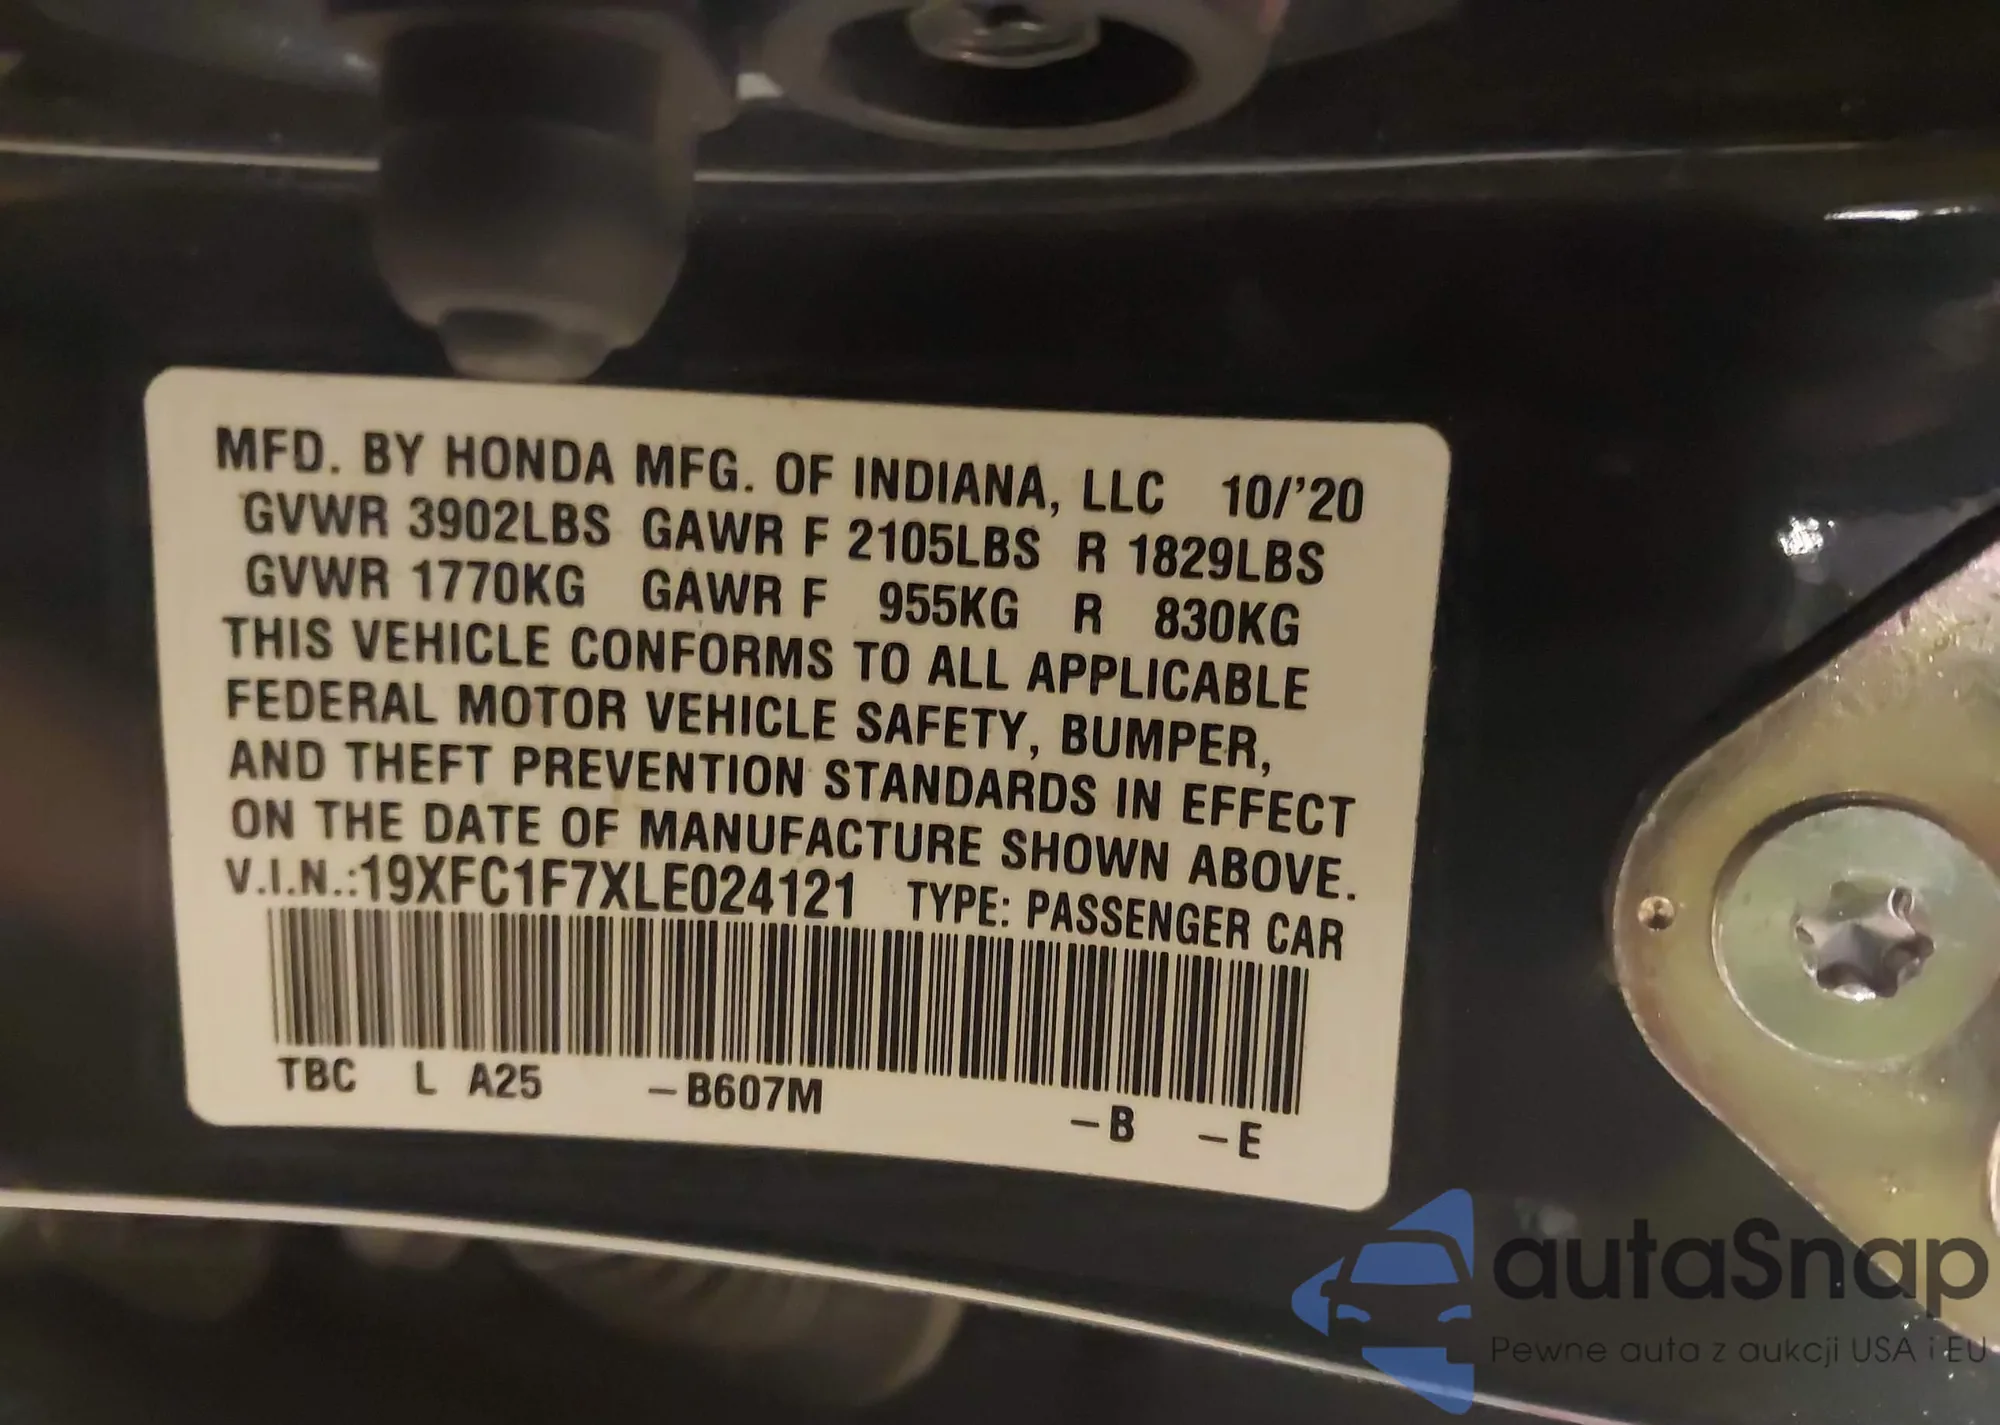 MFD. BY HONDA MFG. OF INDIANA, LLC 10/'20
GVWR 3902LBS GAWR F 2105LBS R 1829LBS
GVWR 1770KG GAWR F 955KG R 830KG
THIS VEHICLE CONFORMS TO ALL APPLICABLE
FEDERAL MOTOR VEHICLE SAFETY, BUMPER,
AND THEFT PREVENTION STANDARDS IN EFFECT
ON THE DATE OF MANUFACTURE SHOWN ABOVE.
V.I.N.:19XFC1F7XLE024121 TYPE: PASSENGER CAR
TBC L A25 –B607M –B –E
autaSnap
Pewne auta z aukcji USA i EU